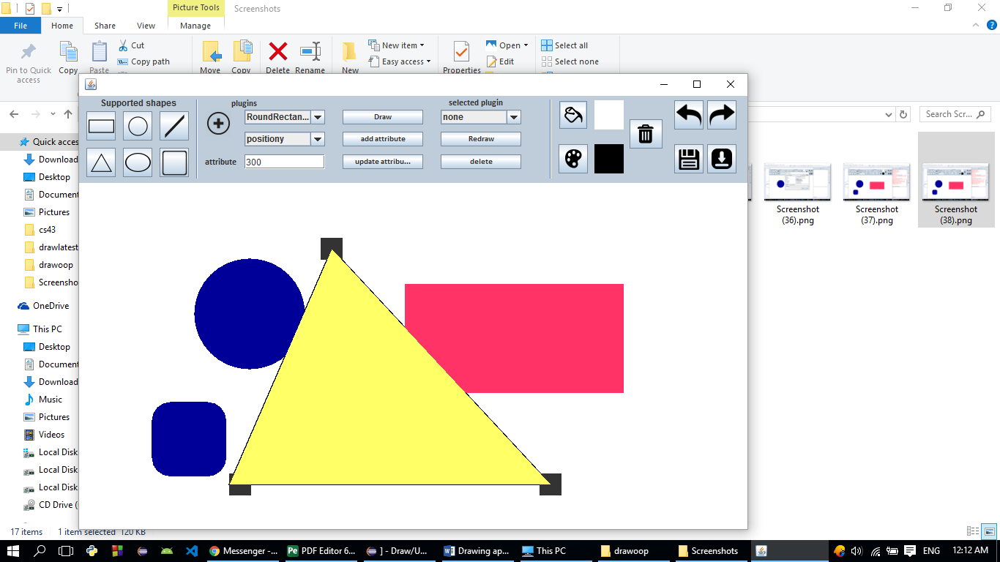 Picture Tools
Screenshots
File
Home
Share
View
Manage
Pin to Quick access
Copy
Paste
Cut
Copy path
Move
Copy
Delete
Rename
New
New item
Easy access
Properties
Open
Edit
Select all
Select none
Search Scr...
Supported shapes
plugins
RoundRectan...
positiony
attribute
300
Draw
add attribute
update attribu...
selected plugin
none
Redraw
delete
Quick acces
Download
Desktop
Document
Pictures
cs43
drawlatest
drawoop
Screensho
OneDrive
This PC
Desktop
Document
Download
Music
Pictures
Videos
Local Disk
Local Disk
Local Disk
CD Drive (
Screenshot (36).png
Screenshot (37).png
Screenshot (38).png
17 items
1 item selected 120 KB
Messenger -...
Pe
PDF Editor 6...
] - Draw/U...
Drawing ap...
This PC
drawoop
Screenshots
ENG
12:12 AM